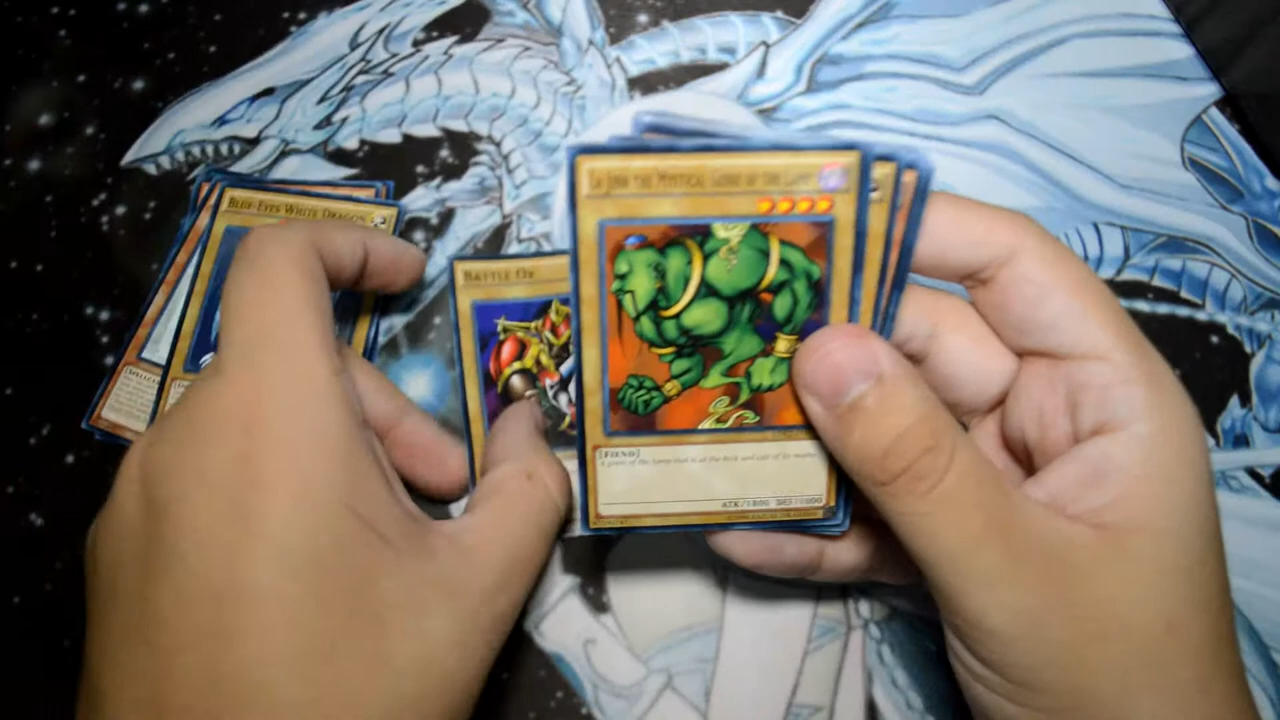 BLUE-EYES WHITE DRAGON
[SPELLC
BATTLE OX
LA JINN THE MYSTICAL GENIE OF THE LAMP
[FIEND]
A genie of the lamp that is at the beck and call of its master.
ATK/1800 DEF/1000